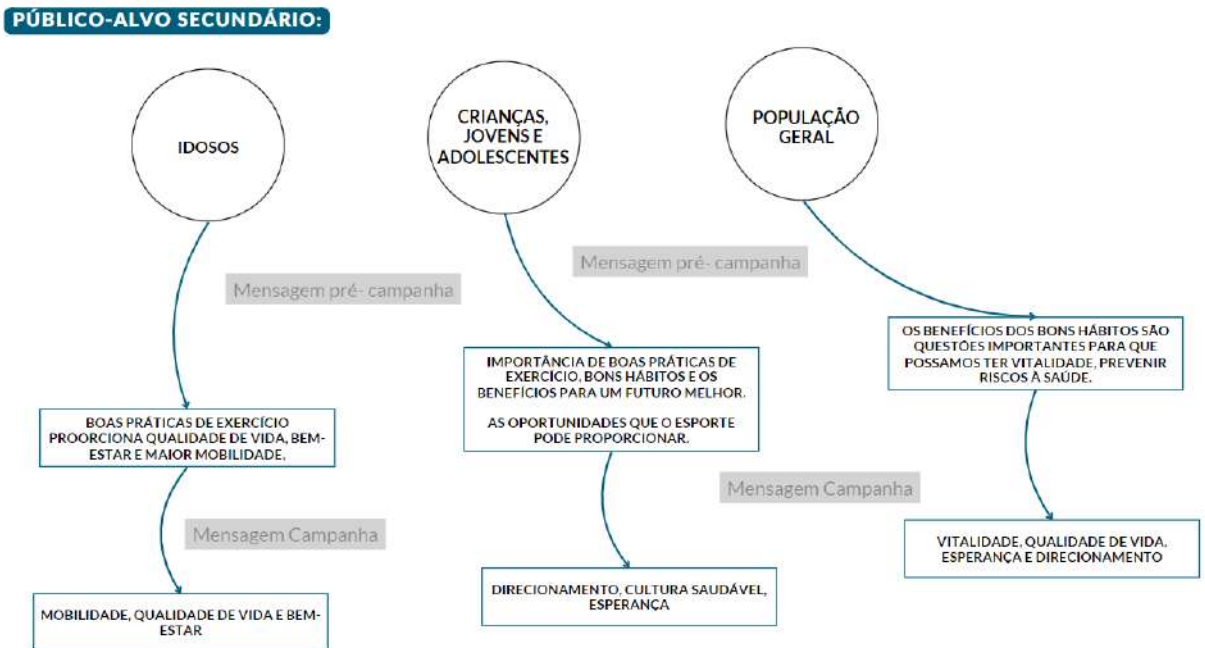 PÚBLICO-ALVO SECUNDÁRIO:
IDOSOS
CRIANÇAS,
JOVENS E
ADOLESCENTES
POPULAÇÃO
GERAL
Mensagem pré- campanha
Mensagem pré- campanha
BOAS PRÁTICAS DE EXERCÍCIO
PROORCIONA QUALIDADE DE VIDA, BEM-
ESTAR E MAIOR MOBILIDADE.
IMPORTÂNCIA DE BOAS PRÁTICAS DE
EXERCÍCIO, BONS HÁBITOS E OS
BENEFÍCIOS PARA UM FUTURO MELHOR.
AS OPORTUNIDADES QUE O ESPORTE
PODE PROPORCIONAR.
OS BENEFÍCIOS DOS BONS HÁBITOS SÃO
QUESTÕES IMPORTANTES PARA QUE
POSSAMOS TER VITALIDADE, PREVENIR
RISCOS À SAÚDE.
Mensagem Campanha
Mensagem Campanha
MOBILIDADE, QUALIDADE DE VIDA E BEM-
ESTAR
DIRECIONAMENTO, CULTURA SAUDÁVEL,
ESPERANÇA
VITALIDADE, QUALIDADE DE VIDA,
ESPERANÇA E DIRECIONAMENTO